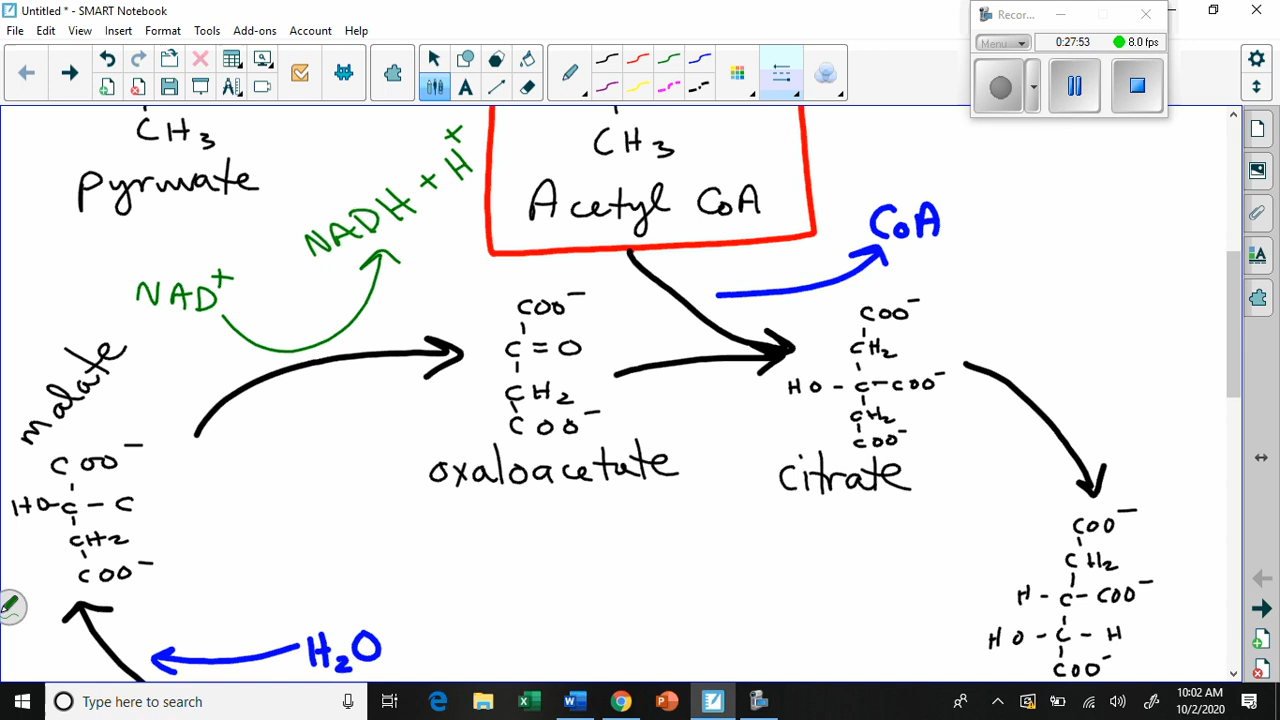 Untitled * - SMART Notebook
File Edit View Insert Format Tools Add-ons Account Help
Recor...
Menu
0:27:53
8.0 fps
CH3
pyruvate
NAD+
NADH + H+
CH3
Acetyl CoA
CoA
malate
COO-
HO-C-C
CH2
COO-
COO-
C=O
CH2
COO-
oxaloacetate
COO-
CH2
HO-C-COO-
CH2
COO-
citrate
COO-
CH2
H-C-COO-
HO-C-H
COO-
H2O
Type here to search
10:02 AM
10/2/2020